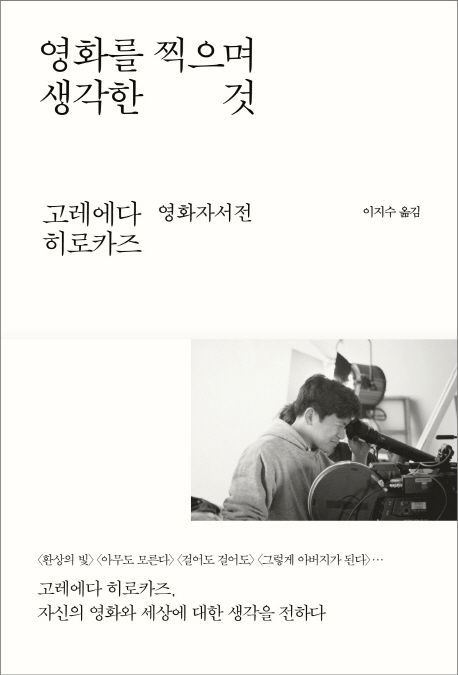 영화를 찍으며
생각한 것
고레에다 영화자서전 이지수 옮김
히로카즈
〈환상의 빛〉 〈아무도 모른다〉 〈걸어도 걸어도〉 〈그렇게 아버지가 된다〉…
고레에다 히로카즈,
자신의 영화와 세상에 대한 생각을 전하다